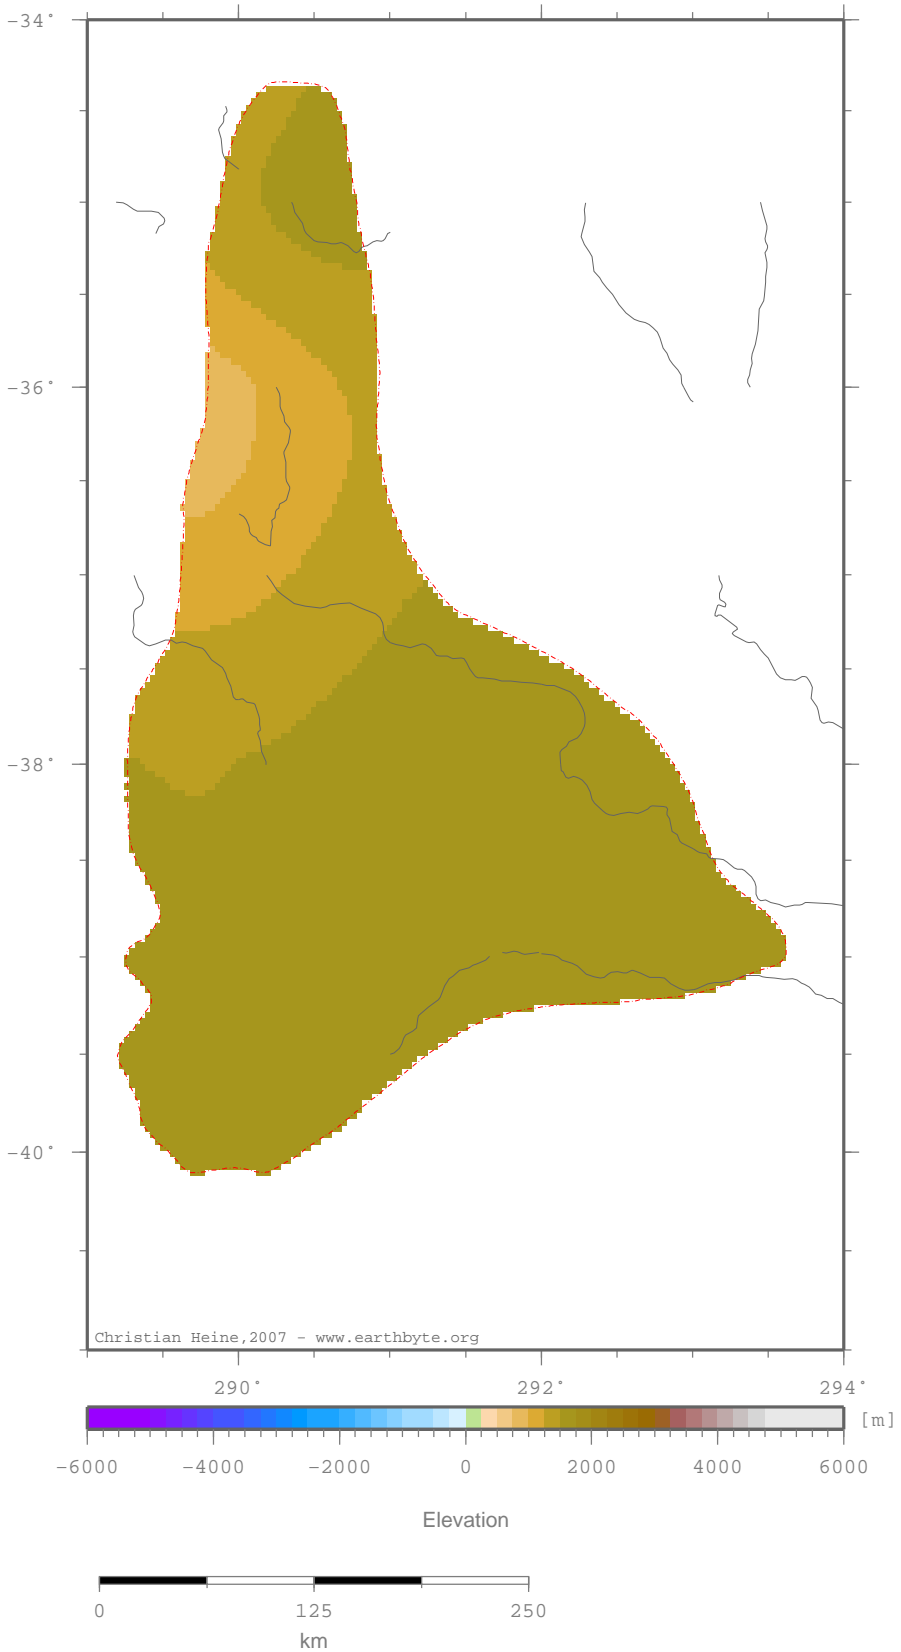 −34°
−36°
−38°
−40°
Christian Heine,2007 − www.earthbyte.org
290° 292° 294°
[m]
−6000 −4000 −2000 0 2000 4000 6000
Elevation
0 125 250
km